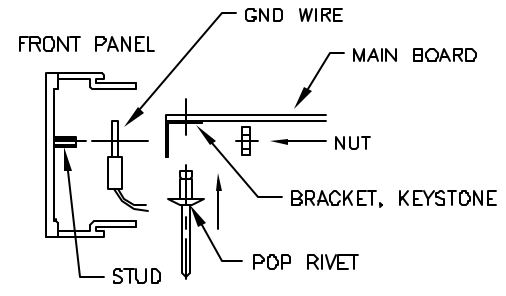 GND WIRE
FRONT PANEL
MAIN BOARD
NUT
BRACKET, KEYSTONE
POP RIVET
STUD